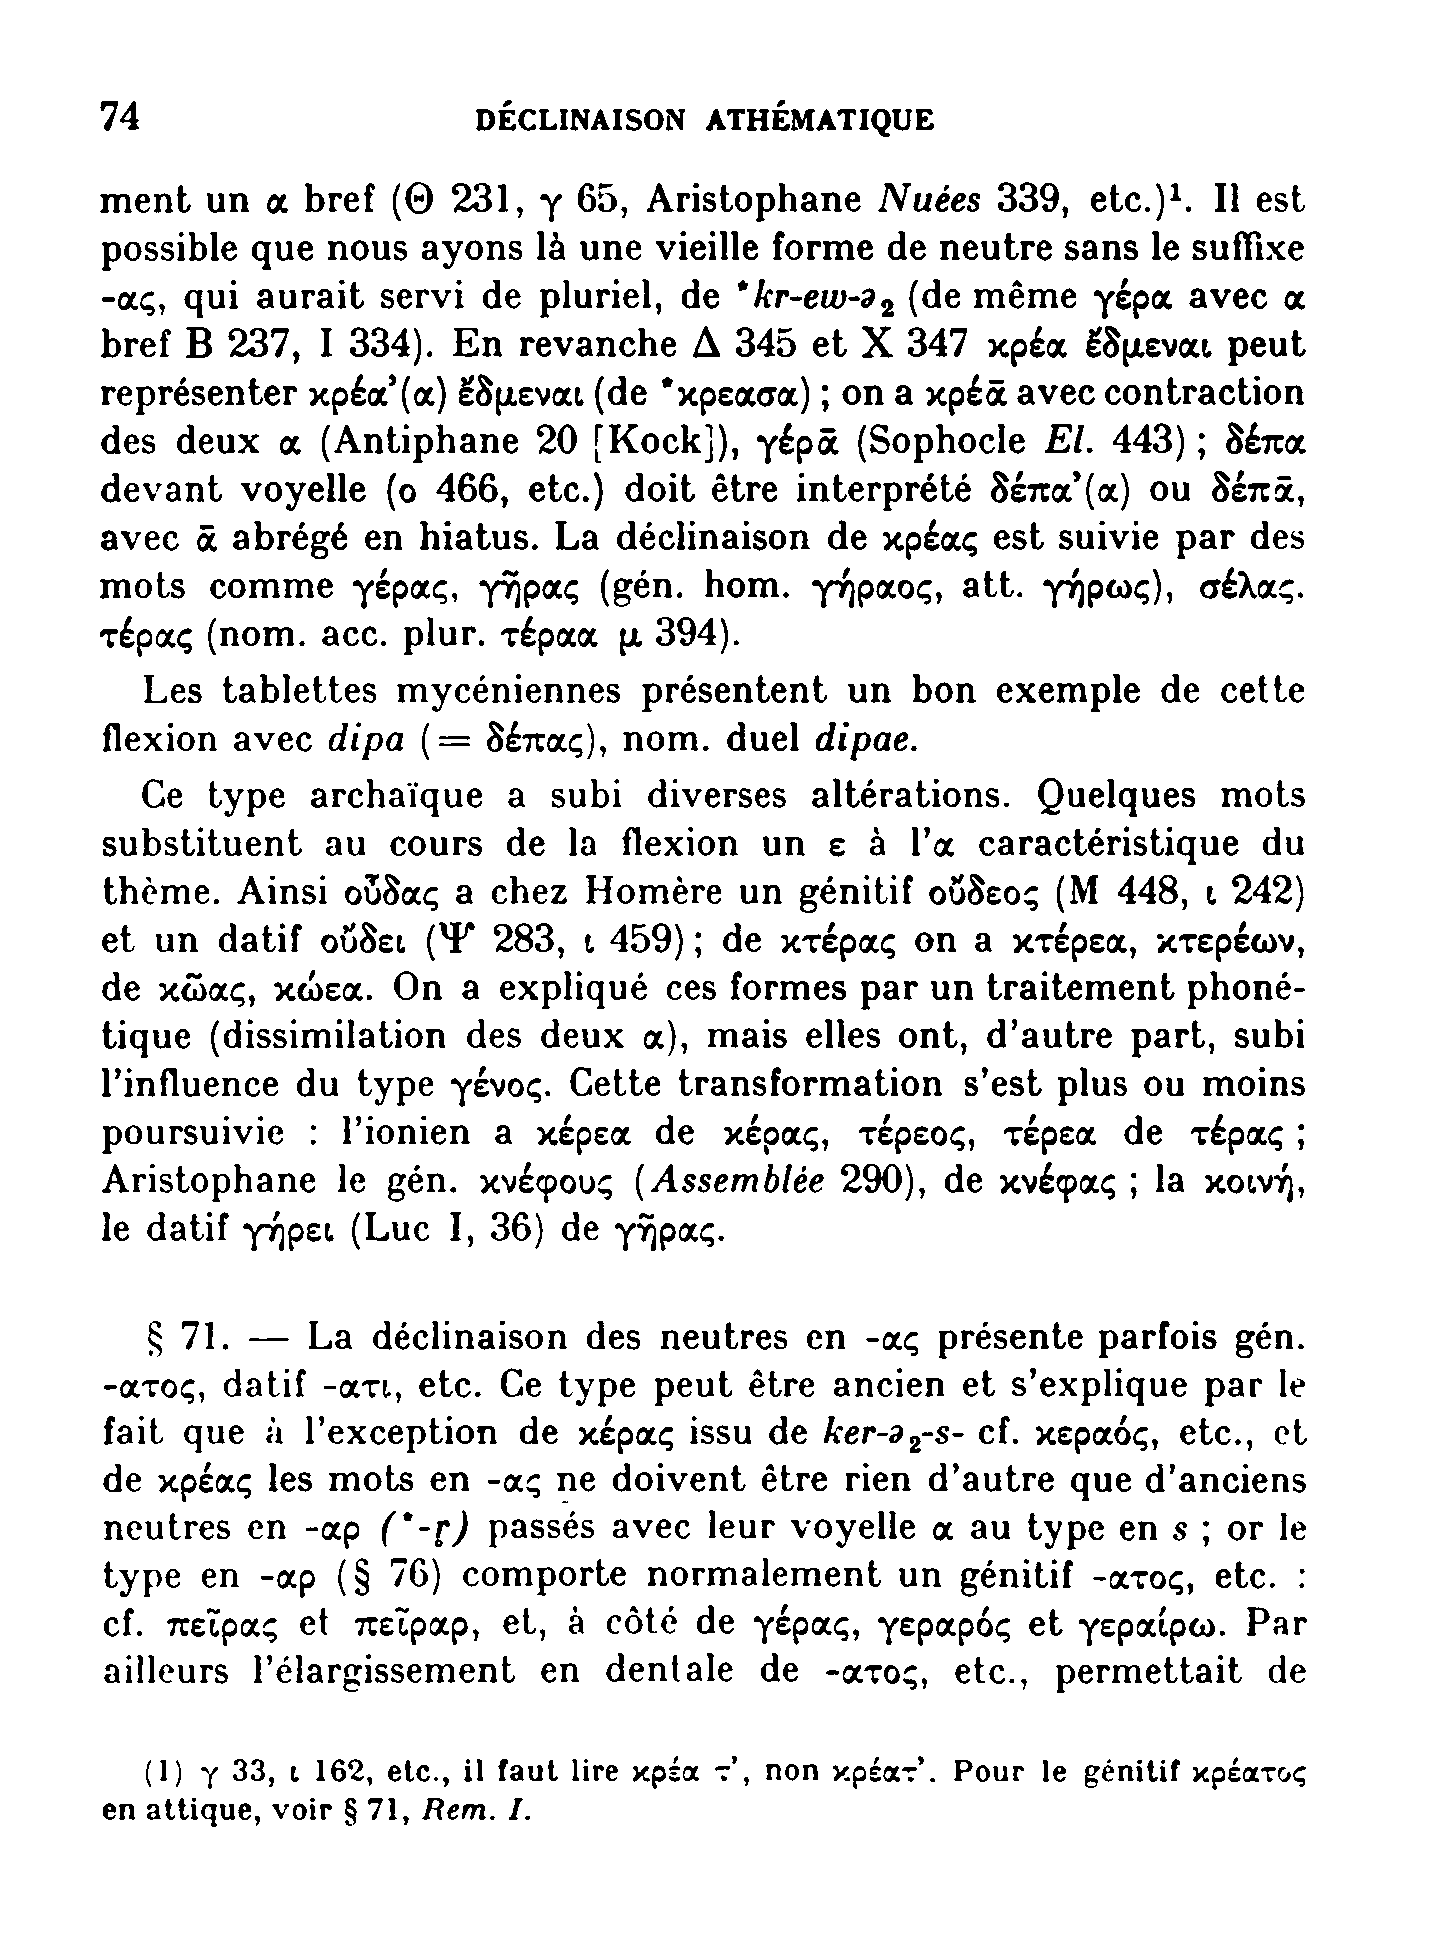 74
DÉCLINAISON ATHÉMATIQUE
ment un α bref (Θ 231, γ 65, Aristophane Nuées 339, etc.)¹. Il est
possible que nous ayons là une vieille forme de neutre sans le suffixe
-ας, qui aurait servi de pluriel, de *kr-ew-ə₂ (de même γέρα avec α
bref B 237, I 334). En revanche Δ 345 et X 347 κρέα ἔδμεναι peut
représenter κρέα’(α) ἔδμεναι (de *κρεασα) ; on a κρέᾱ avec contraction
des deux α (Antiphane 20 [Kock]), γέρᾱ (Sophocle El. 443) ; δέπα
devant voyelle (ο 466, etc.) doit être interprété δέπα’(α) ou δέπᾱ,
avec ᾱ abrégé en hiatus. La déclinaison de κρέας est suivie par des
mots comme γέρας, γῆρας (gén. hom. γήραος, att. γήρως), σέλας.
τέρας (nom. acc. plur. τέραα μ 394).
Les tablettes mycéniennes présentent un bon exemple de cette
flexion avec dipa (= δέπας), nom. duel dipae.
Ce type archaïque a subi diverses altérations. Quelques mots
substituent au cours de la flexion un ε à l’α caractéristique du
thème. Ainsi οὖδας a chez Homère un génitif οὔδεος (M 448, ι 242)
et un datif οὔδει (Ψ 283, ι 459) ; de κτέρας on a κτέρεα, κτερέων,
de κῶας, κώεα. On a expliqué ces formes par un traitement phoné-
tique (dissimilation des deux α), mais elles ont, d’autre part, subi
l’influence du type γένος. Cette transformation s’est plus ou moins
poursuivie : l’ionien a κέρεα de κέρας, τέρεος, τέρεα de τέρας ;
Aristophane le gén. κνέφους (Assemblée 290), de κνέφας ; la κοινή,
le datif γήρει (Luc I, 36) de γῆρας.
§ 71. — La déclinaison des neutres en -ας présente parfois gén.
-ατος, datif -ατι, etc. Ce type peut être ancien et s’explique par le
fait que à l’exception de κέρας issu de ker-ə₂-s- cf. κεραός, etc., et
de κρέας les mots en -ας ne doivent être rien d’autre que d’anciens
neutres en -αρ (*-r̥) passés avec leur voyelle α au type en s ; or le
type en -αρ (§ 76) comporte normalement un génitif -ατος, etc. :
cf. πεῖρας et πεῖραρ, et, à côté de γέρας, γεραρός et γεραίρω. Par
ailleurs l’élargissement en dentale de -ατος, etc., permettait de
(1) γ 33, ι 162, etc., il faut lire κρέα τ’, non κρέατ’. Pour le génitif κρέατος
en attique, voir § 71, Rem. I.